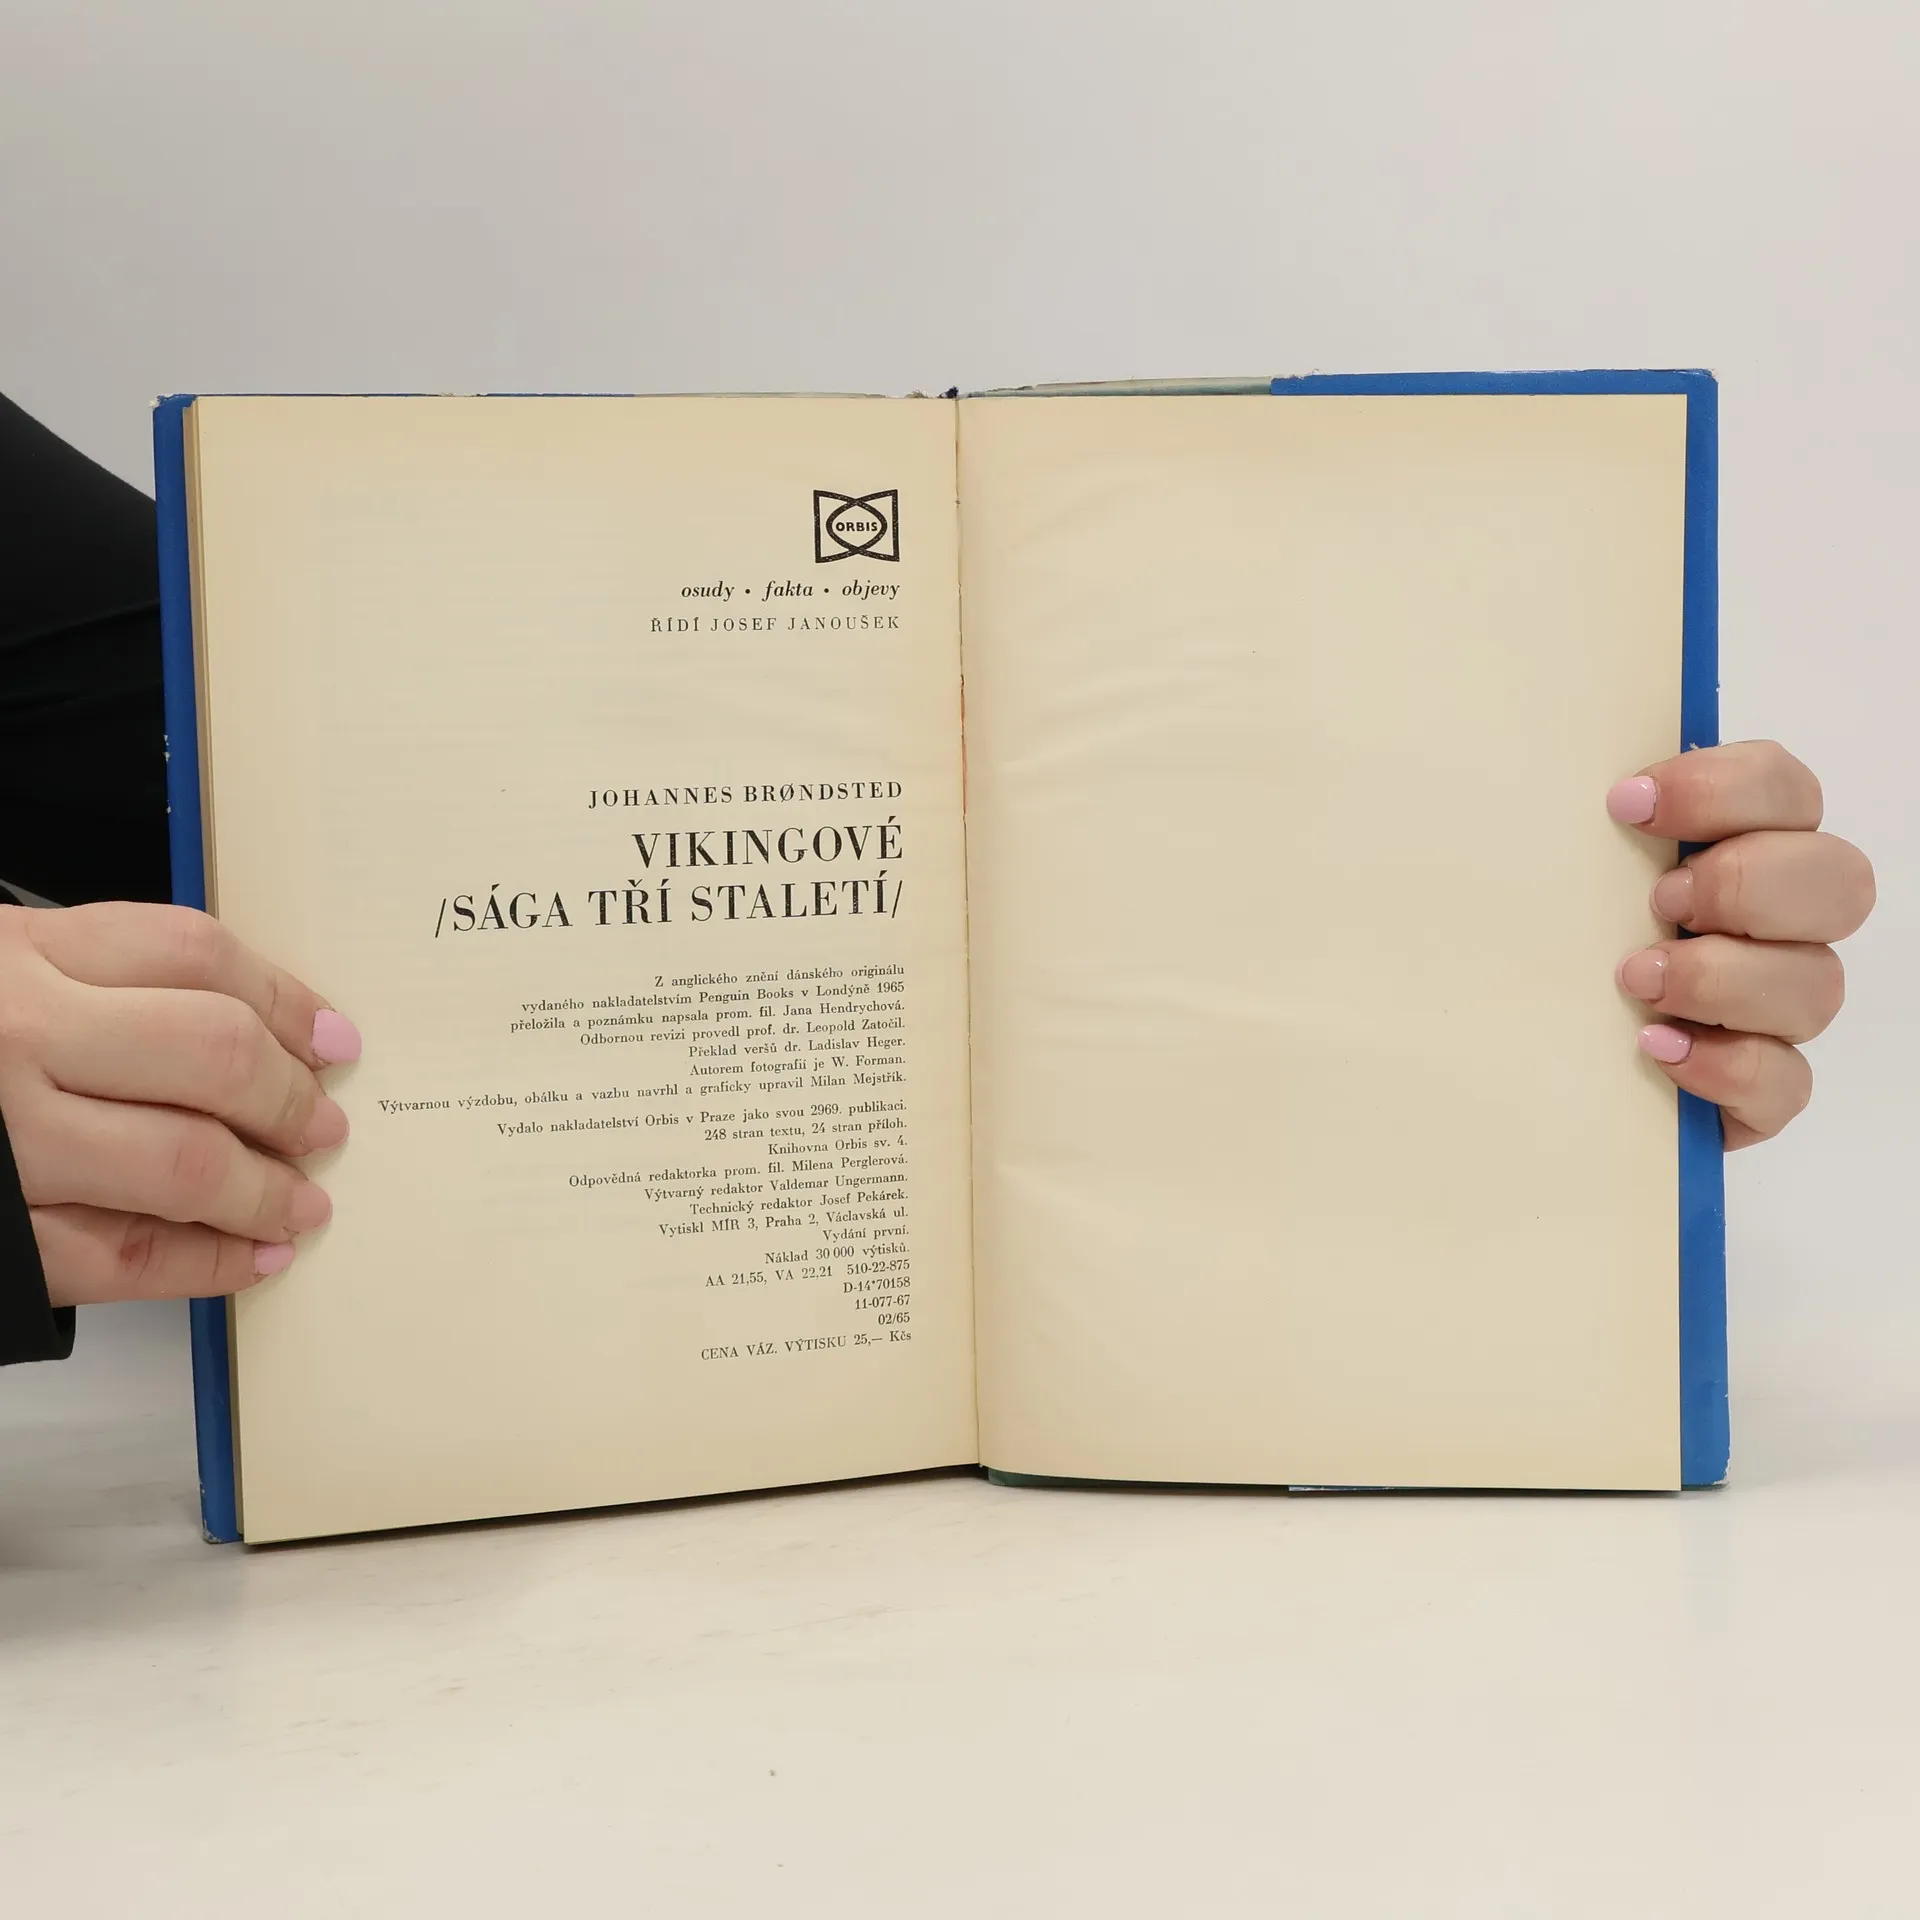 ORBIS
osudy • fakta • objevy
ŘÍDÍ JOSEF JANOUŠEK
JOHANNES BRØNDSTED
VIKINGOVÉ
/SÁGA TŘÍ STALETÍ/
Z anglického znění dánského originálu
vydaného nakladatelstvím Penguin Books v Londýně 1965
přeložila a poznámku napsala prom. fil. Jana Hendrychová.
Odbornou revizi provedl prof. dr. Leopold Zatočil.
Překlad veršů dr. Ladislav Heger.
Autorem fotografií je W. Forman.
Výtvarnou výzdobu, obálku a vazbu navrhl a graficky upravil Milan Mejstřík.
Vydalo nakladatelství Orbis v Praze jako svou 2969. publikaci.
248 stran textu, 24 stran příloh.
Knihovna Orbis sv. 4.
Odpovědná redaktorka prom. fil. Milena Perglerová.
Výtvarný redaktor Valdemar Ungermann.
Technický redaktor Josef Pekárek.
Vytiskl MÍR 3, Praha 2, Václavská ul.
Vydání první.
Náklad 30 000 výtisků.
AA 21,55, VA 22,21 510-22-875
D-14*70158
11-077-67
02/65
CENA VÁZ. VÝTISKU 25,— Kčs